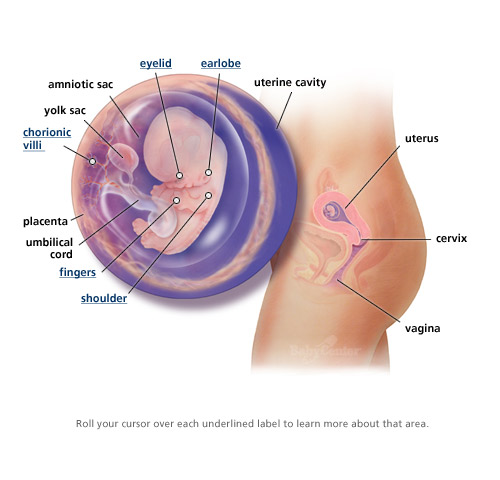 eyelid
earlobe
amniotic sac
uterine cavity
yolk sac
chorionic
villi
uterus
placenta
umbilical
cord
cervix
fingers
shoulder
vagina
Roll your cursor over each underlined label to learn more about that area.